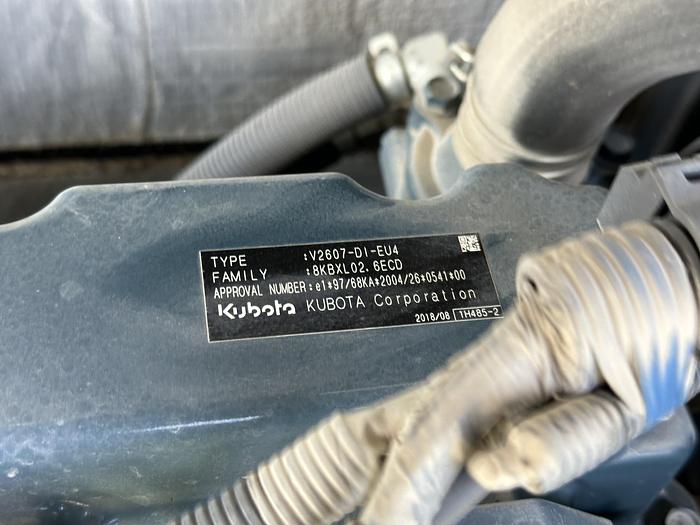 TYPE :V2607-DI-EU4
FAMILY :8KBXL02.6ECD
APPROVAL NUMBER:e1*97/68KA*2004/26*0541*00
Kubota KUBOTA Corporation
2018/08 1H485-2